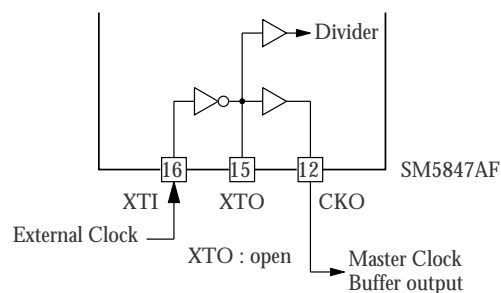 Divider
16
15
12
SM5847AF
XTI
XTO
CKO
External Clock
XTO : open
Master Clock
Buffer output